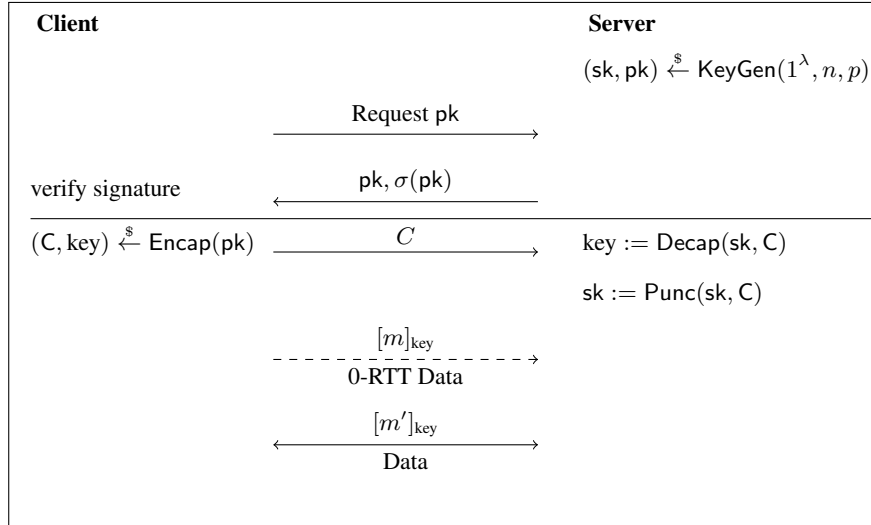 Client Server
(sk, pk) $← KeyGen(1^λ, n, p)
Request pk
pk, σ(pk)
verify signature
(C, key) $← Encap(pk) C key := Decap(sk, C)
sk := Punc(sk, C)
[m]_key
0-RTT Data
[m′]_key
Data